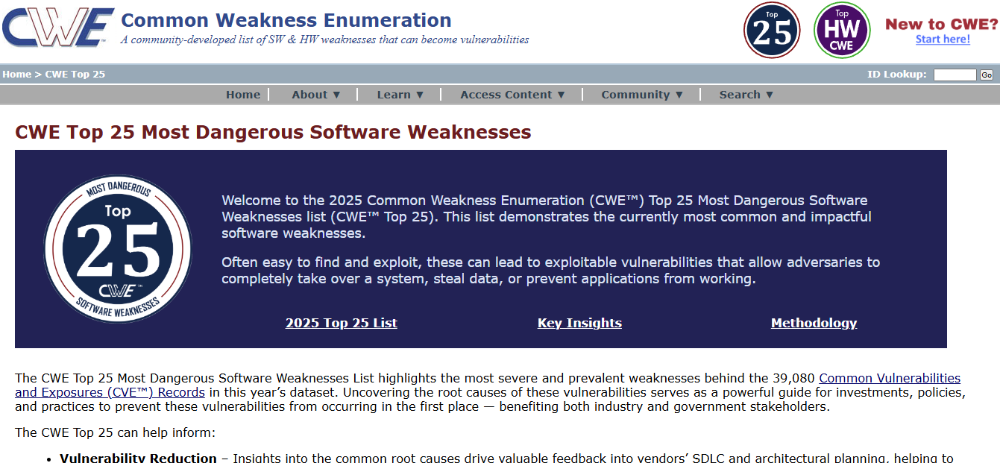 CWE™ Common Weakness Enumeration
A community-developed list of SW & HW weaknesses that can become vulnerabilities
Top
25
Top
HW
CWE
New to CWE?
Start here!
Home > CWE Top 25
ID Lookup: Go
Home About ▼ Learn ▼ Access Content ▼ Community ▼ Search ▼
CWE Top 25 Most Dangerous Software Weaknesses
MOST DANGEROUS
Top
25
CWE™
SOFTWARE WEAKNESSES
Welcome to the 2025 Common Weakness Enumeration (CWE™) Top 25 Most Dangerous Software
Weaknesses list (CWE™ Top 25). This list demonstrates the currently most common and impactful
software weaknesses.
Often easy to find and exploit, these can lead to exploitable vulnerabilities that allow adversaries to
completely take over a system, steal data, or prevent applications from working.
2025 Top 25 List Key Insights Methodology
The CWE Top 25 Most Dangerous Software Weaknesses List highlights the most severe and prevalent weaknesses behind the 39,080 Common Vulnerabilities
and Exposures (CVE™) Records in this year’s dataset. Uncovering the root causes of these vulnerabilities serves as a powerful guide for investments, policies,
and practices to prevent these vulnerabilities from occurring in the first place — benefiting both industry and government stakeholders.
The CWE Top 25 can help inform:
• Vulnerability Reduction – Insights into the common root causes drive valuable feedback into vendors’ SDLC and architectural planning, helping to